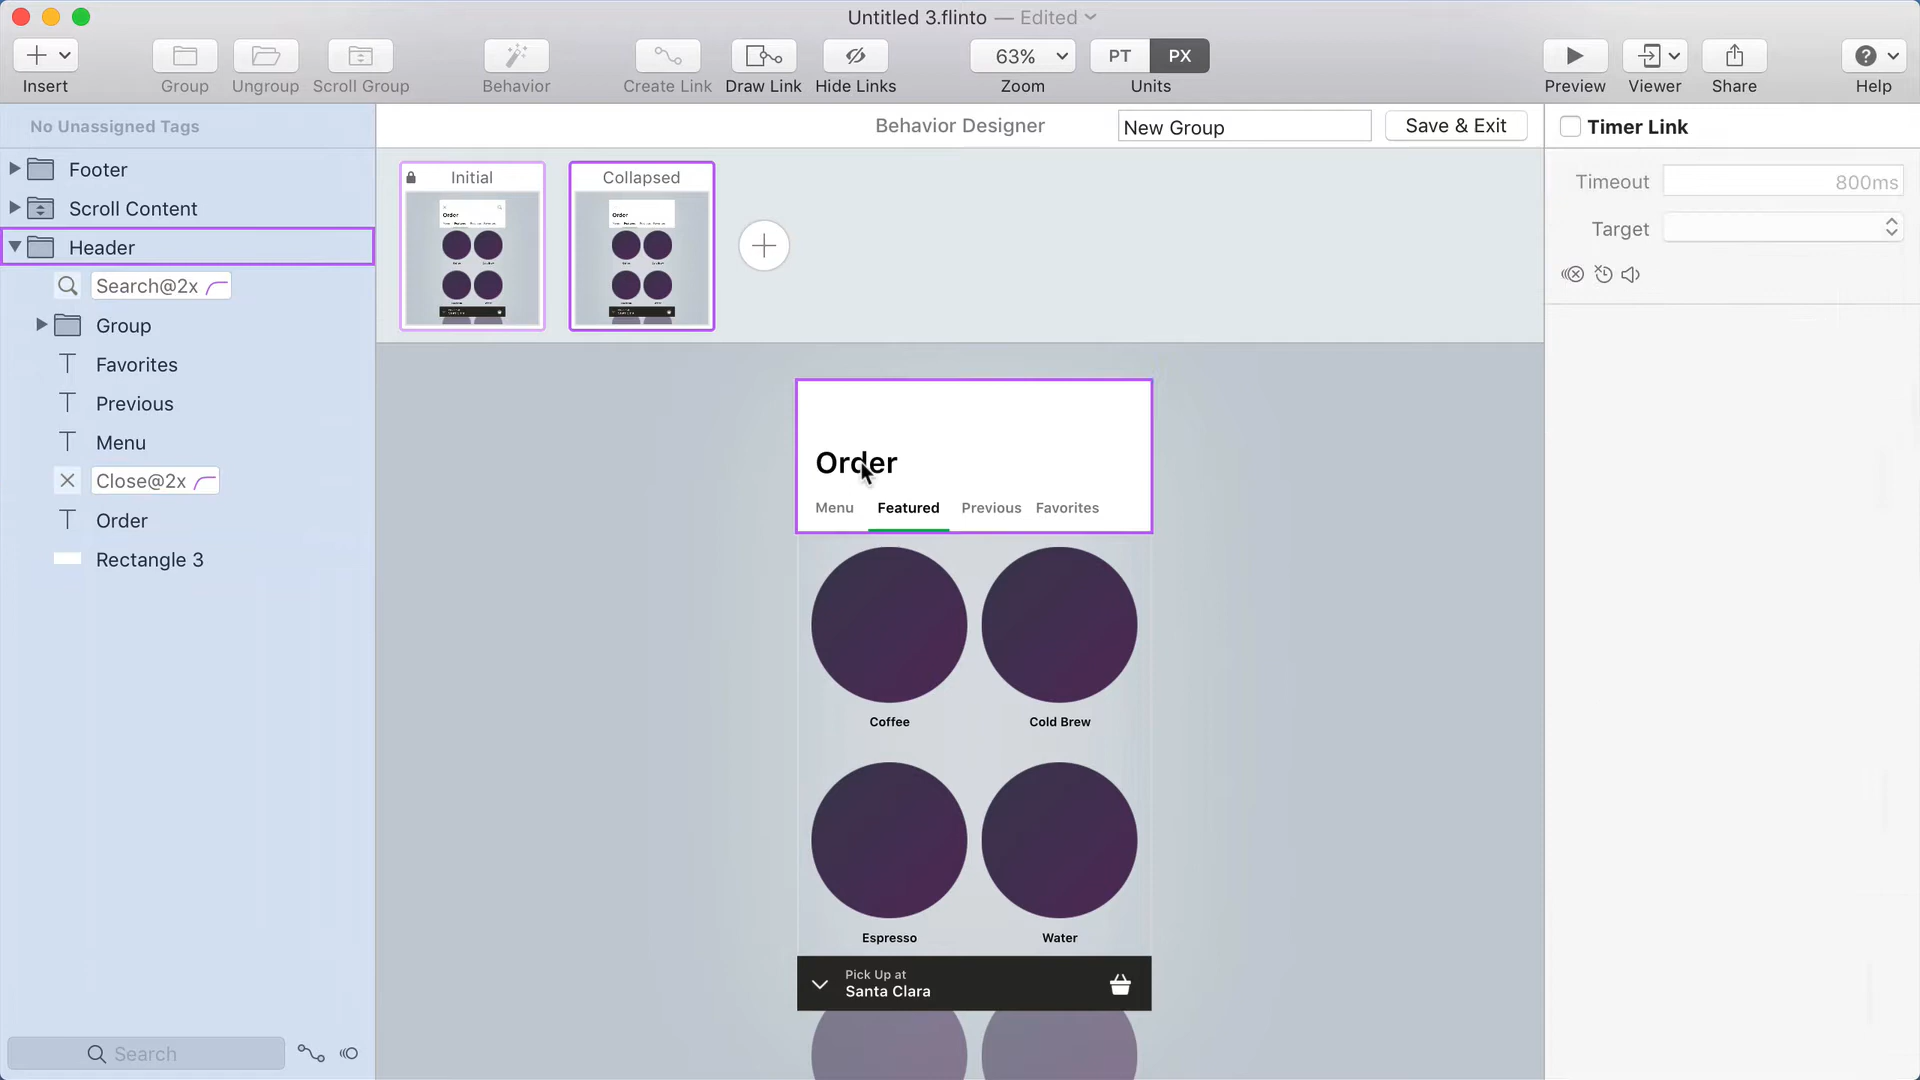 Untitled 3.flinto — Edited
Insert
Group
Ungroup
Scroll Group
Behavior
Create Link
Draw Link
Hide Links
63%
Zoom
PT
PX
Units
Preview
Viewer
Share
Help
No Unassigned Tags
Behavior Designer
New Group
Save & Exit
Timer Link
Footer
Scroll Content
Header
Search@2x
Group
Favorites
Previous
Menu
Close@2x
Order
Rectangle 3
Search
Initial
Collapsed
Order
Order
Timeout
800ms
Target
Order
Menu
Featured
Previous
Favorites
Coffee
Cold Brew
Espresso
Water
Pick Up at
Santa Clara